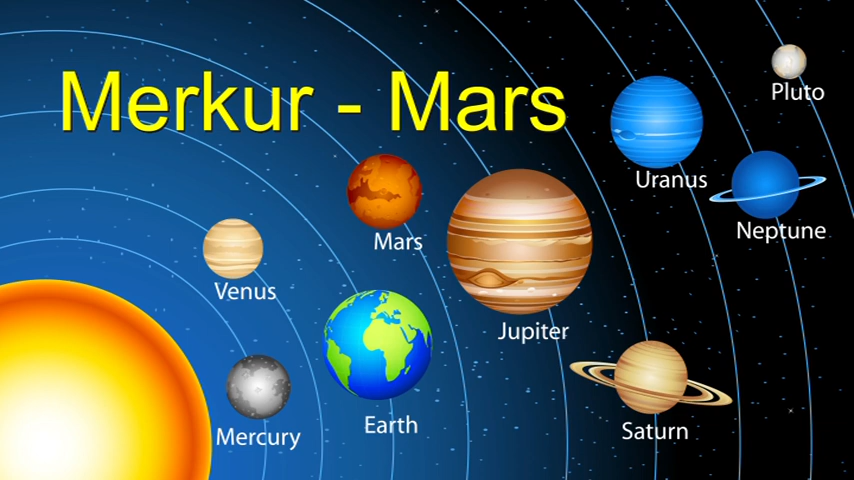 Merkur - Mars
Pluto
Uranus
Neptune
Mars
Venus
Jupiter
Earth
Saturn
Mercury